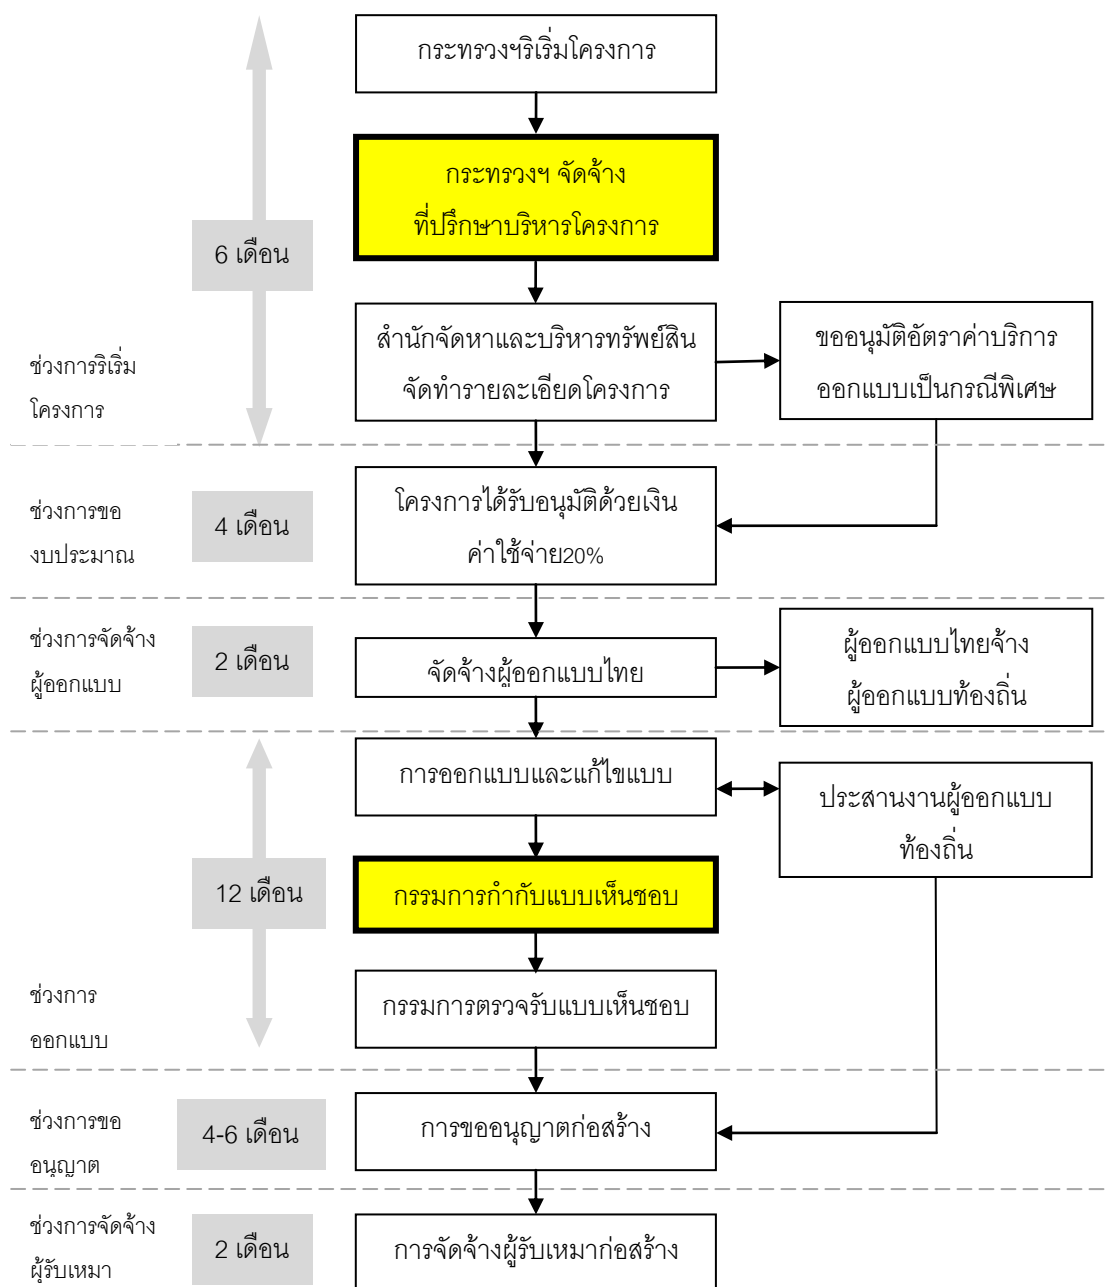 กระทรวงฯริเริ่มโครงการ
กระทรวงฯ จัดจ้าง
ที่ปรึกษาบริหารโครงการ
6 เดือน
ช่วงการริเริ่ม
โครงการ
สำนักจัดหาและบริหารทรัพย์สิน
จัดทำรายละเอียดโครงการ
ขออนุมัติอัตราค่าบริการ
ออกแบบเป็นกรณีพิเศษ
ช่วงการขอ
งบประมาณ
4 เดือน
โครงการได้รับอนุมัติด้วยเงิน
ค่าใช้จ่าย20%
ช่วงการจัดจ้าง
ผู้ออกแบบ
2 เดือน
จัดจ้างผู้ออกแบบไทย
ผู้ออกแบบไทยจ้าง
ผู้ออกแบบท้องถิ่น
การออกแบบและแก้ไขแบบ
ประสานงานผู้ออกแบบ
ท้องถิ่น
12 เดือน
กรรมการกำกับแบบเห็นชอบ
ช่วงการ
ออกแบบ
กรรมการตรวจรับแบบเห็นชอบ
ช่วงการขอ
อนุญาต
4-6 เดือน
การขออนุญาตก่อสร้าง
ช่วงการจัดจ้าง
ผู้รับเหมา
2 เดือน
การจัดจ้างผู้รับเหมาก่อสร้าง